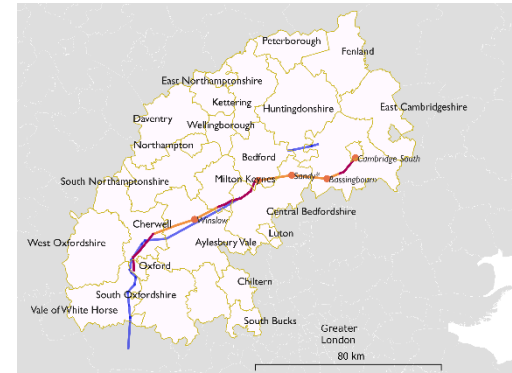 Peterborough
Fenland
East Northamptonshire
Kettering
Huntingdonshire
East Cambridgeshire
Daventry
Wellingborough
Northampton
Bedford
Cambridge South
South Northamptonshire
Milton Keynes
Sandy
Bassingbourn
Central Bedfordshire
Cherwell
Winslow
Luton
West Oxfordshire
Aylesbury Vale
Oxford
Chiltern
South Oxfordshire
Vale of White Horse
South Bucks
Greater
London
80 km